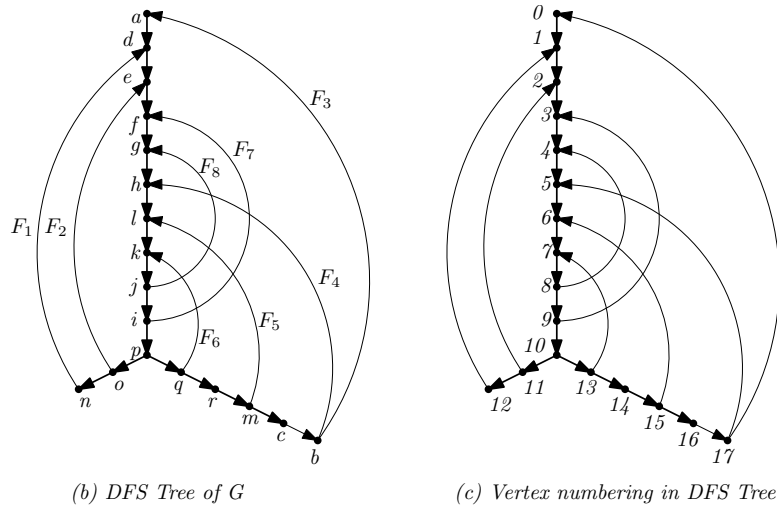 a 0
d 1
e 2
F₃
f 3
g F₈ F₇ 4
h 5
F₁ F₂ l 6
k 7
F₄
j 8
i F₅ 9
F₆
p 10
o q 11 13
n r 12 14
m 15
c 16
b 17
(b) DFS Tree of G (c) Vertex numbering in DFS Tree